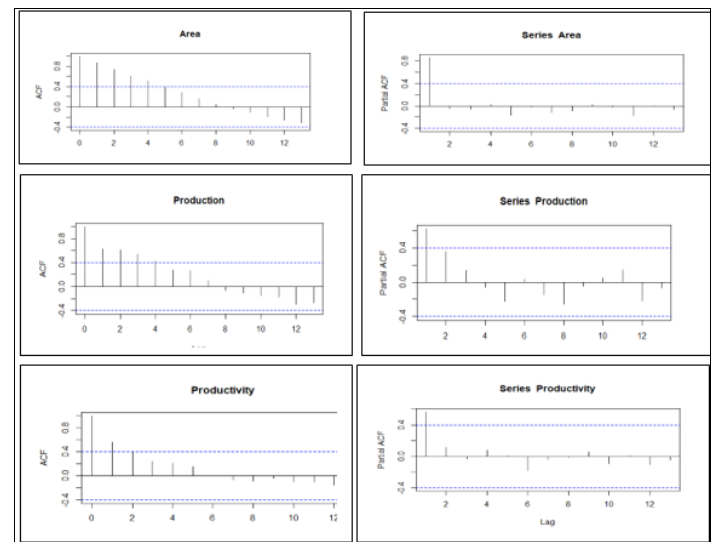 Area
ACF
0.8
0.4
0.0
-0.4
0 2 4 6 8 10 12
Series Area
Partial ACF
0.8
0.4
0.0
-0.4
2 4 6 8 10 12
Production
ACF
0.8
0.4
0.0
-0.4
0 2 4 6 8 10 12
Series Production
Partial ACF
0.4
0.0
-0.4
2 4 6 8 10 12
Productivity
ACF
0.8
0.4
0.0
-0.4
0 2 4 6 8 10 12
Series Productivity
Partial ACF
0.4
0.0
-0.4
2 4 6 8 10 12
Lag